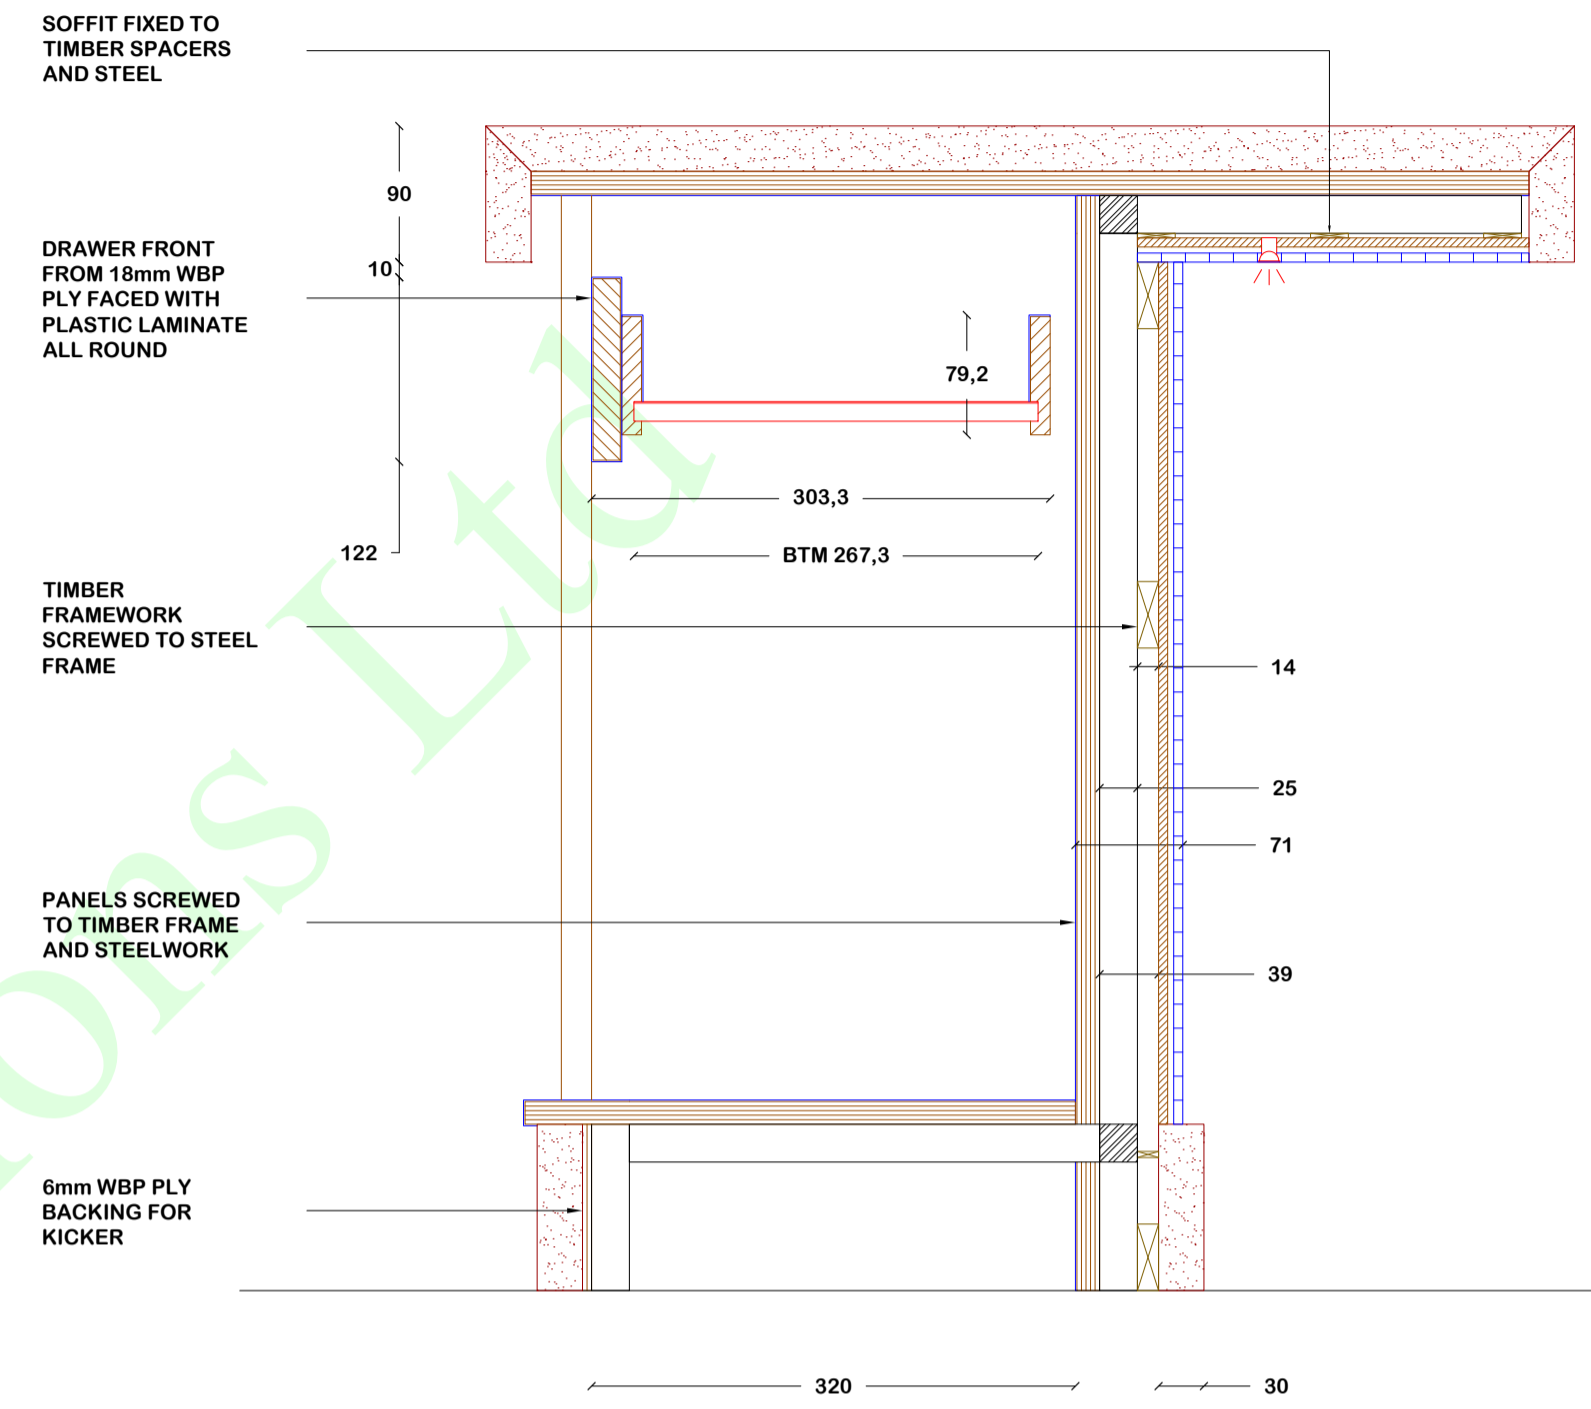 SOFFIT FIXED TO
TIMBER SPACERS
AND STEEL
90
DRAWER FRONT
FROM 18mm WBP
PLY FACED WITH
PLASTIC LAMINATE
ALL ROUND
10
79,2
303,3
BTM 267,3
122
TIMBER
FRAMEWORK
SCREWED TO STEEL
FRAME
14
25
71
PANELS SCREWED
TO TIMBER FRAME
AND STEELWORK
39
6mm WBP PLY
BACKING FOR
KICKER
320
30
ons Ltd